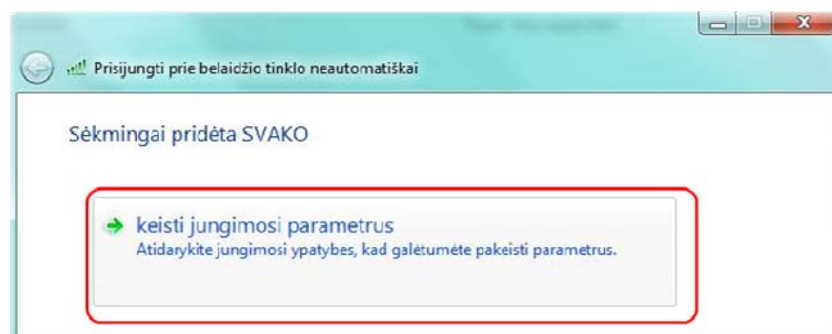 Prisijungti prie belaidžio tinklo neautomatiškai
Sėkmingai pridėta SVAKO
keisti jungimosi parametrus
Atidarykite jungimosi ypatybes, kad galėtumėte pakeisti parametrus.